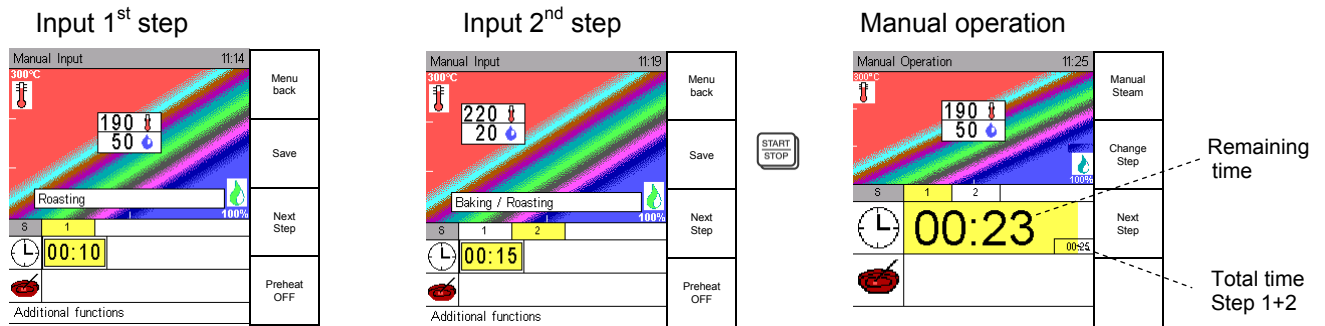 Input 1st step
Manual Input 11:14
300°C
190
50
Roasting
100%
S 1
00:10
Additional functions
Menu
back
Save
Next
Step
Preheat
OFF
Input 2nd step
Manual Input 11:19
300°C
220
20
Baking / Roasting
100%
S 1 2
00:15
Additional functions
Menu
back
Save
Next
Step
Preheat
OFF
START
STOP
Manual operation
Manual Operation 11:25
300°C
190
50
100%
S 1 2
00:23
00:25
Manual
Steam
Change
Step
Next
Step
Remaining
time
Total time
Step 1+2